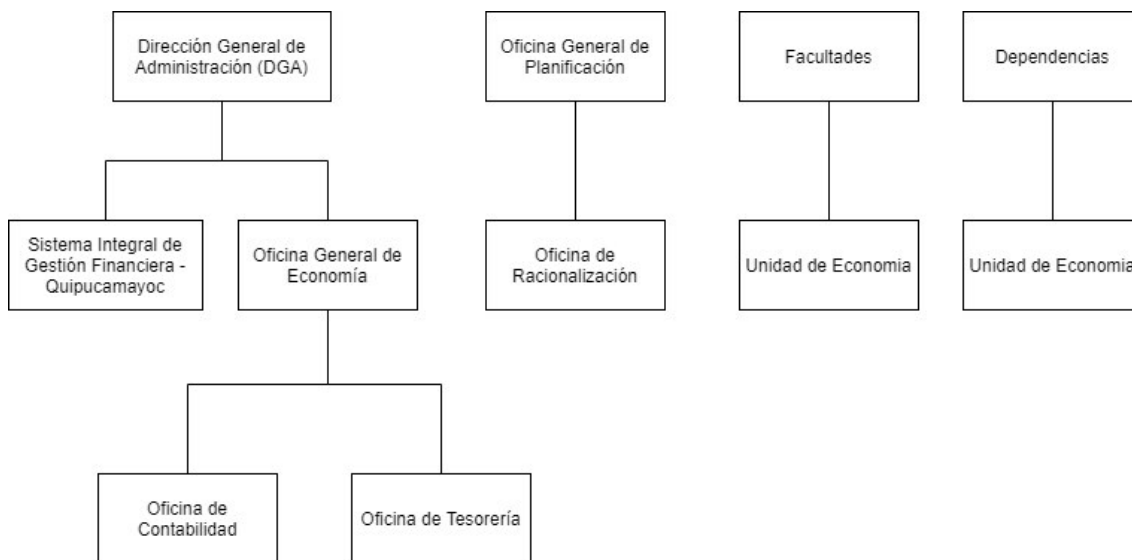 Dirección General de
Administración (DGA)
Oficina General de
Planificación
Facultades
Dependencias
Sistema Integral de
Gestión Financiera -
Quipucamayoc
Oficina General de
Economía
Oficina de
Racionalización
Unidad de Economia
Unidad de Economia
Oficina de
Contabilidad
Oficina de Tesorería